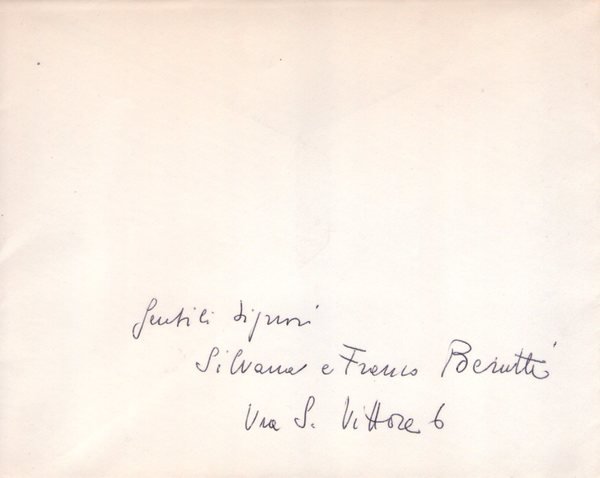 Gentili Signori
Silvana e Franco Berutti
Via S. Vittore 6